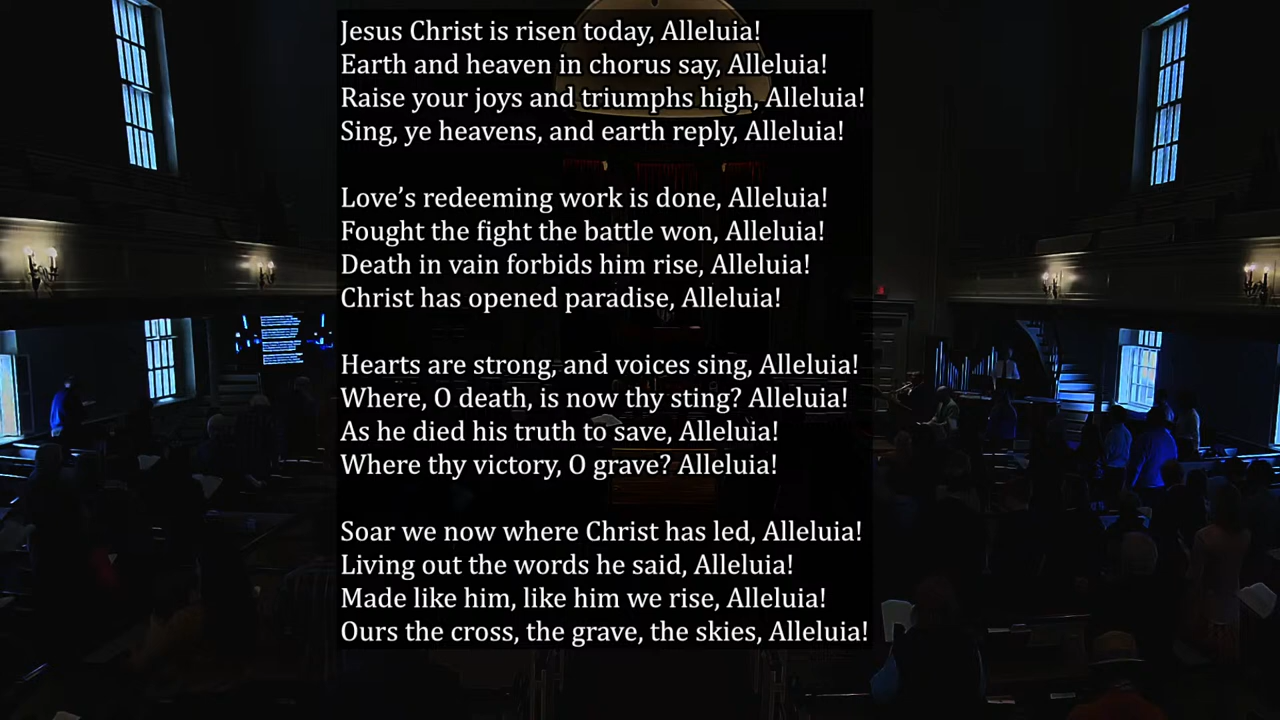 Jesus Christ is risen today, Alleluia!
Earth and heaven in chorus say, Alleluia!
Raise your joys and triumphs high, Alleluia!
Sing, ye heavens, and earth reply, Alleluia!
Love’s redeeming work is done, Alleluia!
Fought the fight the battle won, Alleluia!
Death in vain forbids him rise, Alleluia!
Christ has opened paradise, Alleluia!
Hearts are strong, and voices sing, Alleluia!
Where, O death, is now thy sting? Alleluia!
As he died his truth to save, Alleluia!
Where thy victory, O grave? Alleluia!
Soar we now where Christ has led, Alleluia!
Living out the words he said, Alleluia!
Made like him, like him we rise, Alleluia!
Ours the cross, the grave, the skies, Alleluia!